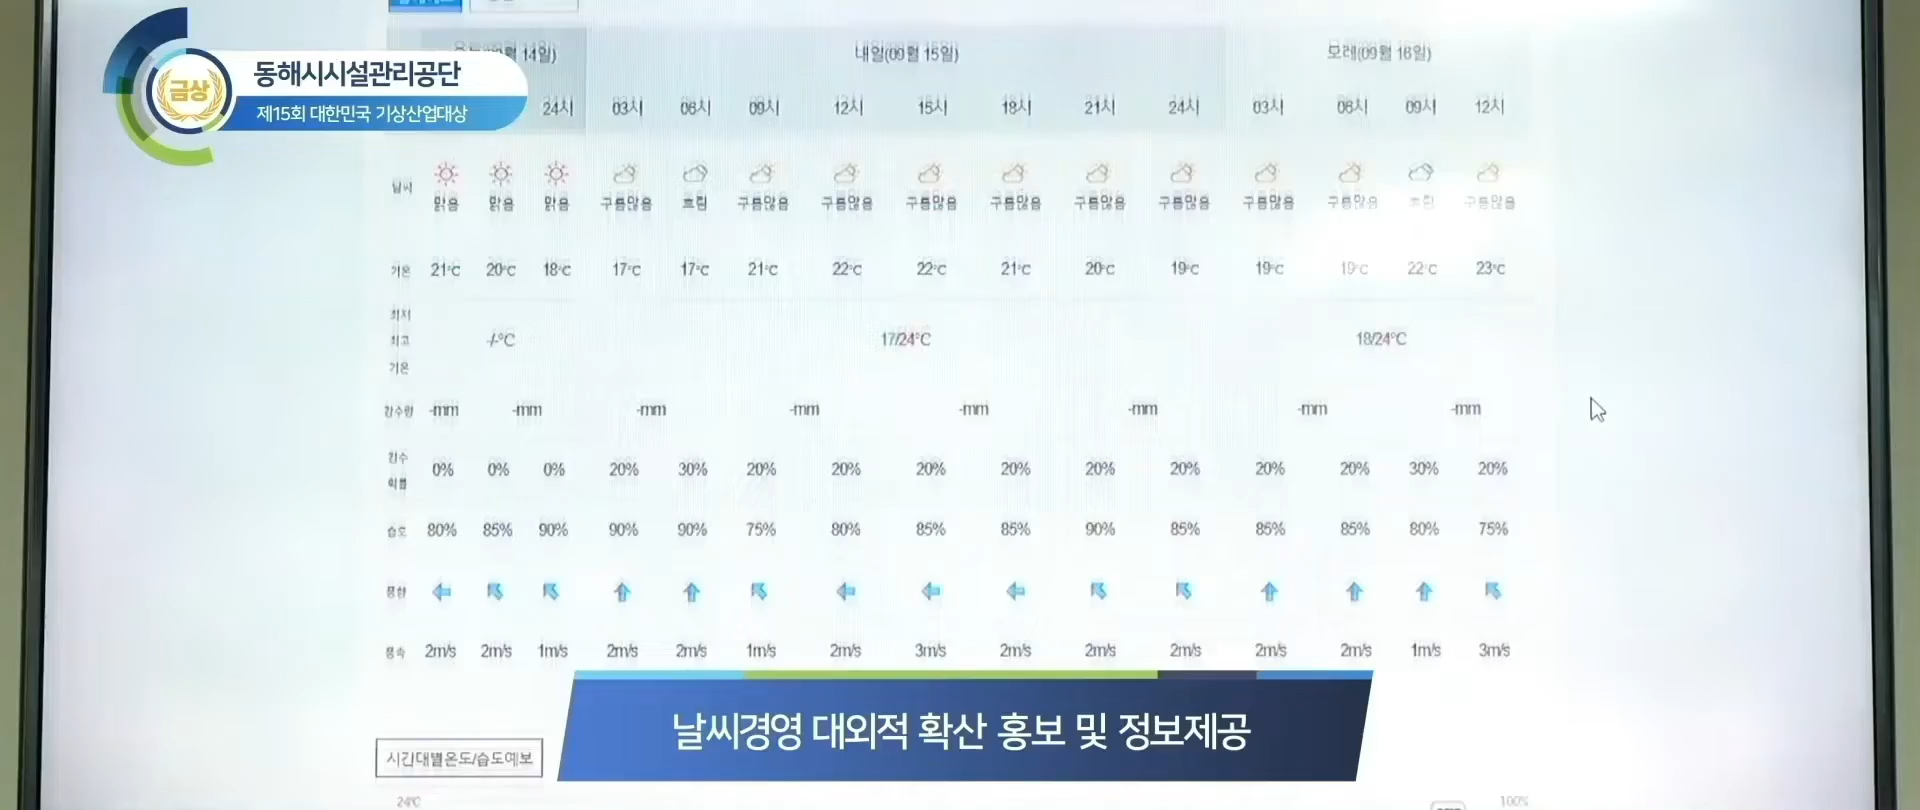 금상
동해시시설관리공단
제15회 대한민국 기상산업대상
14일)
내일(09월 15일)
모레(09월 16일)
24시 03시 06시 09시 12시 15시 18시 21시 24시 03시 06시 09시 12시
날씨 맑음 맑음 맑음 구름많음 흐림 구름많음 구름많음 구름많음 구름많음 구름많음 구름많음 구름많음 구름많음 흐림 구름많음
기온 21℃ 20℃ 18℃ 17℃ 17℃ 21℃ 22℃ 22℃ 21℃ 20℃ 19℃ 19℃ 19℃ 22℃ 23℃
최저
최고 -/-℃ 17/24℃ 18/24℃
기온
강수량 -mm -mm -mm -mm -mm -mm -mm -mm
강수
확률 0% 0% 0% 20% 30% 20% 20% 20% 20% 20% 20% 20% 20% 30% 20%
습도 80% 85% 90% 90% 90% 75% 80% 85% 85% 90% 85% 85% 85% 80% 75%
풍향
풍속 2m/s 2m/s 1m/s 2m/s 2m/s 1m/s 2m/s 3m/s 2m/s 2m/s 2m/s 2m/s 2m/s 1m/s 3m/s
날씨경영 대외적 확산 홍보 및 정보제공
시간대별온도/습도예보
24℃
100%